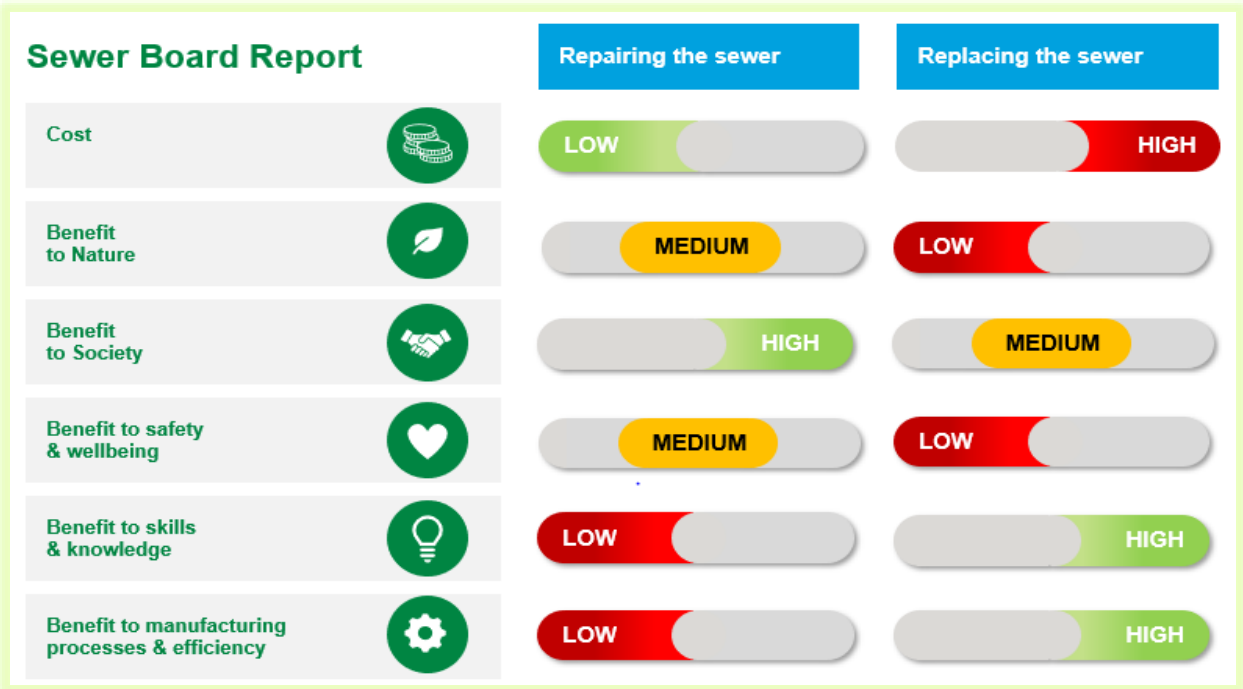 Sewer Board Report
Repairing the sewer
Replacing the sewer
Cost
LOW
HIGH
Benefit
to Nature
MEDIUM
LOW
Benefit
to Society
HIGH
MEDIUM
Benefit to safety
& wellbeing
MEDIUM
LOW
Benefit to skills
& knowledge
LOW
HIGH
Benefit to manufacturing
processes & efficiency
LOW
HIGH